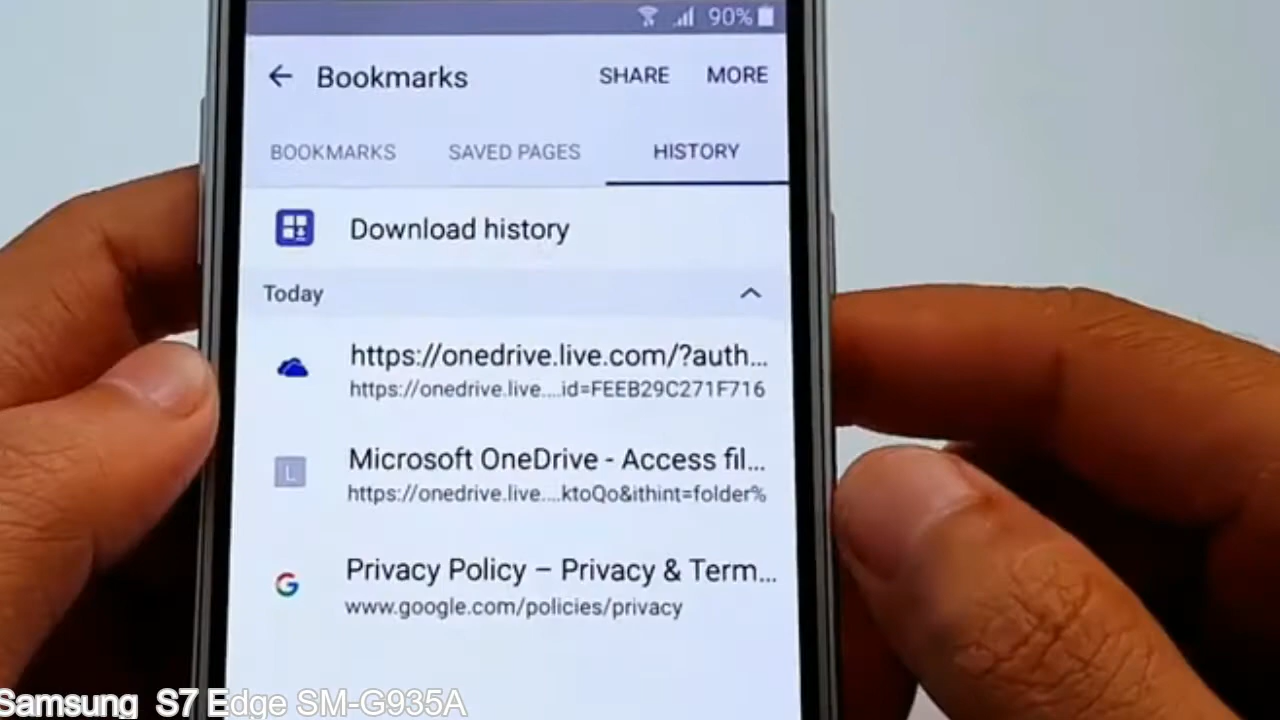 90%
Bookmarks SHARE MORE
BOOKMARKS SAVED PAGES HISTORY
Download history
Today
https://onedrive.live.com/?auth...
https://onedrive.live....id=FEEB29C271F716
L
Microsoft OneDrive - Access fil...
https://onedrive.live....ktoQo&ithint=folder%
G
Privacy Policy – Privacy & Term...
www.google.com/policies/privacy
Samsung S7 Edge SM-G935A